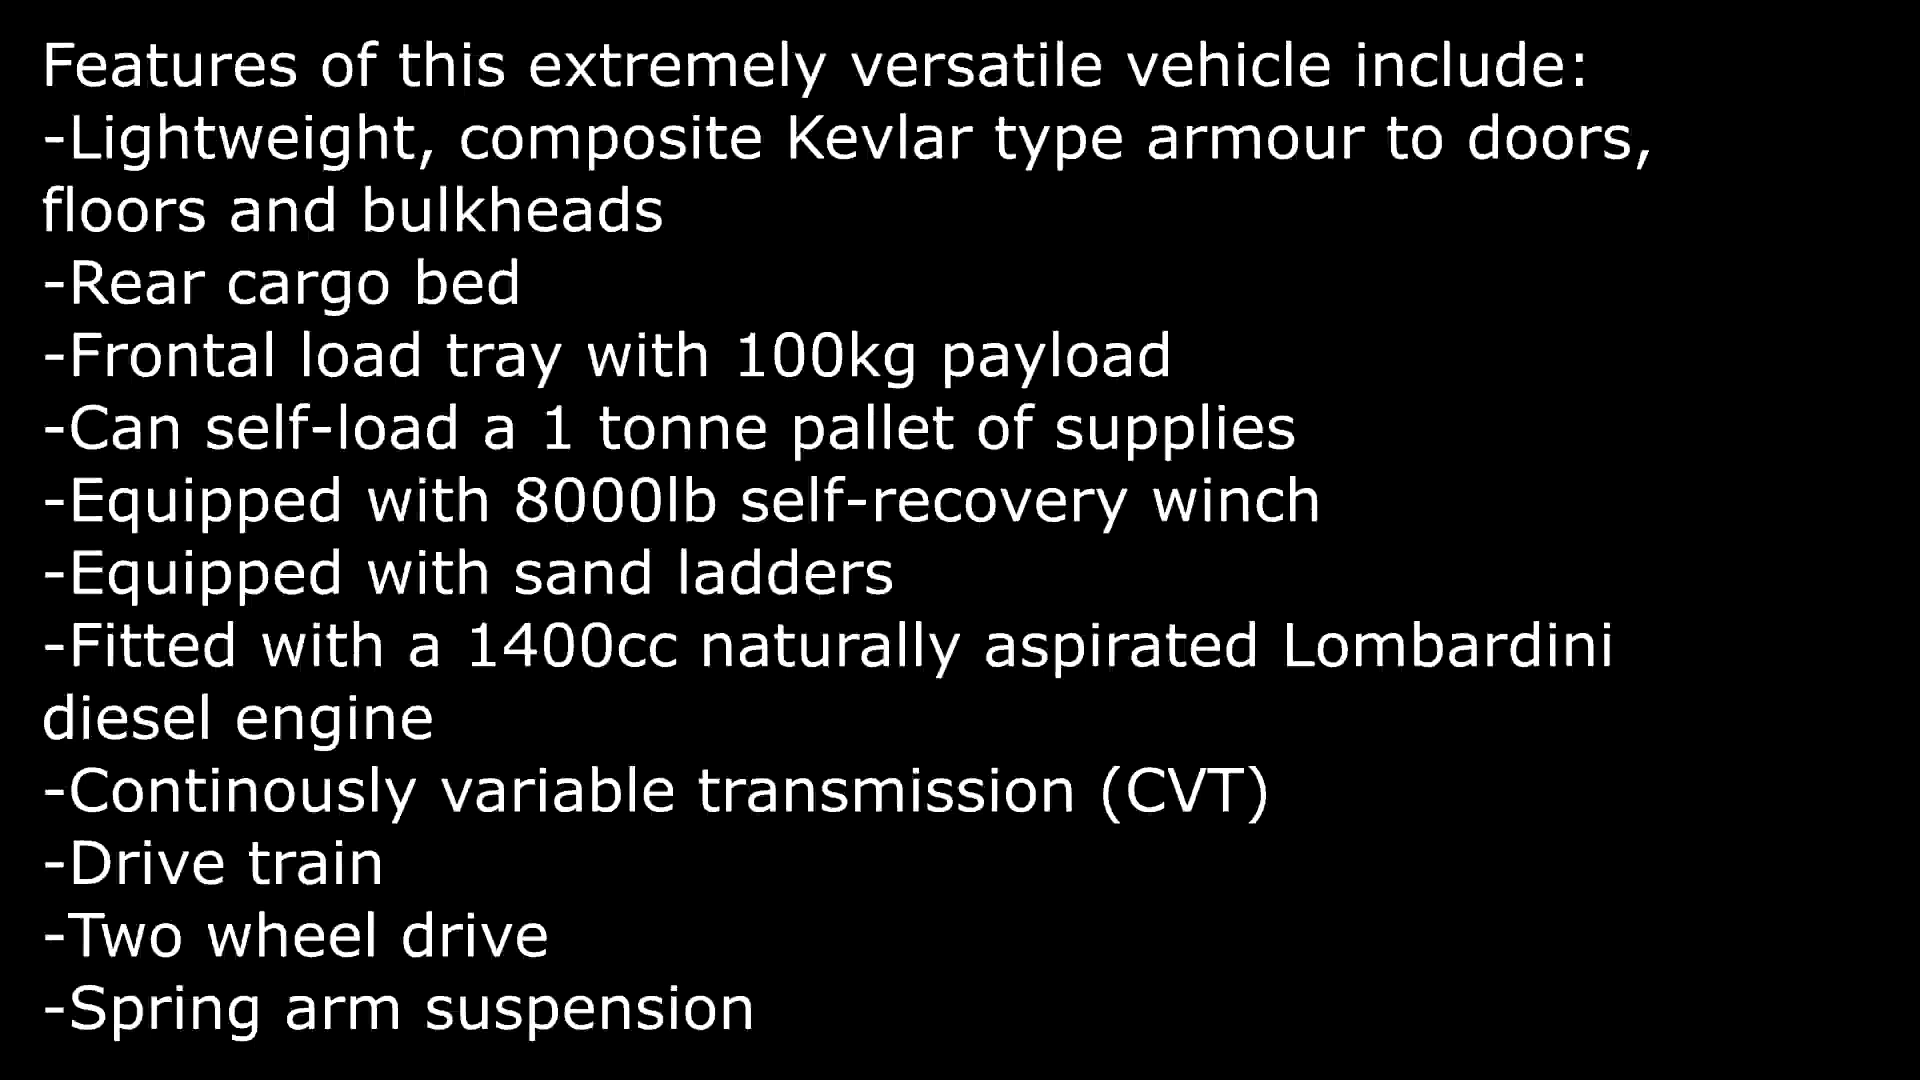 Features of this extremely versatile vehicle include:
-Lightweight, composite Kevlar type armour to doors,
floors and bulkheads
-Rear cargo bed
-Frontal load tray with 100kg payload
-Can self-load a 1 tonne pallet of supplies
-Equipped with 8000lb self-recovery winch
-Equipped with sand ladders
-Fitted with a 1400cc naturally aspirated Lombardini
diesel engine
-Continously variable transmission (CVT)
-Drive train
-Two wheel drive
-Spring arm suspension